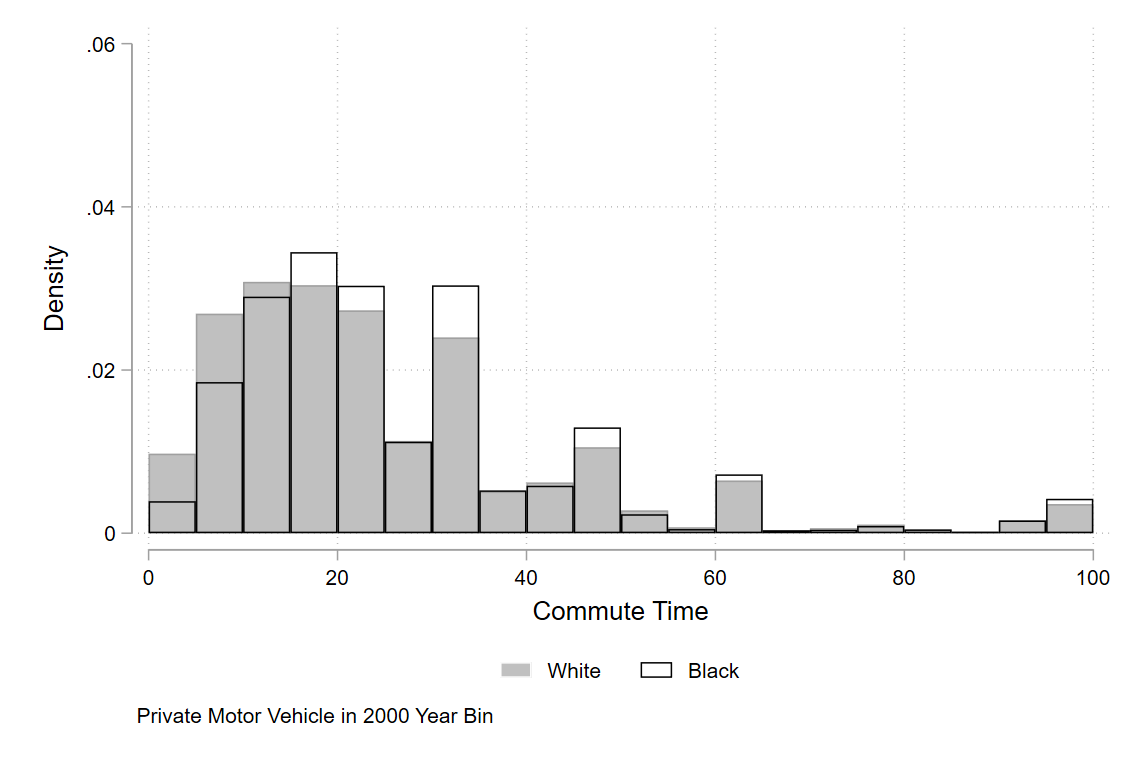 .06
.04
.02
0
Density
0 20 40 60 80 100
Commute Time
White Black
Private Motor Vehicle in 2000 Year Bin